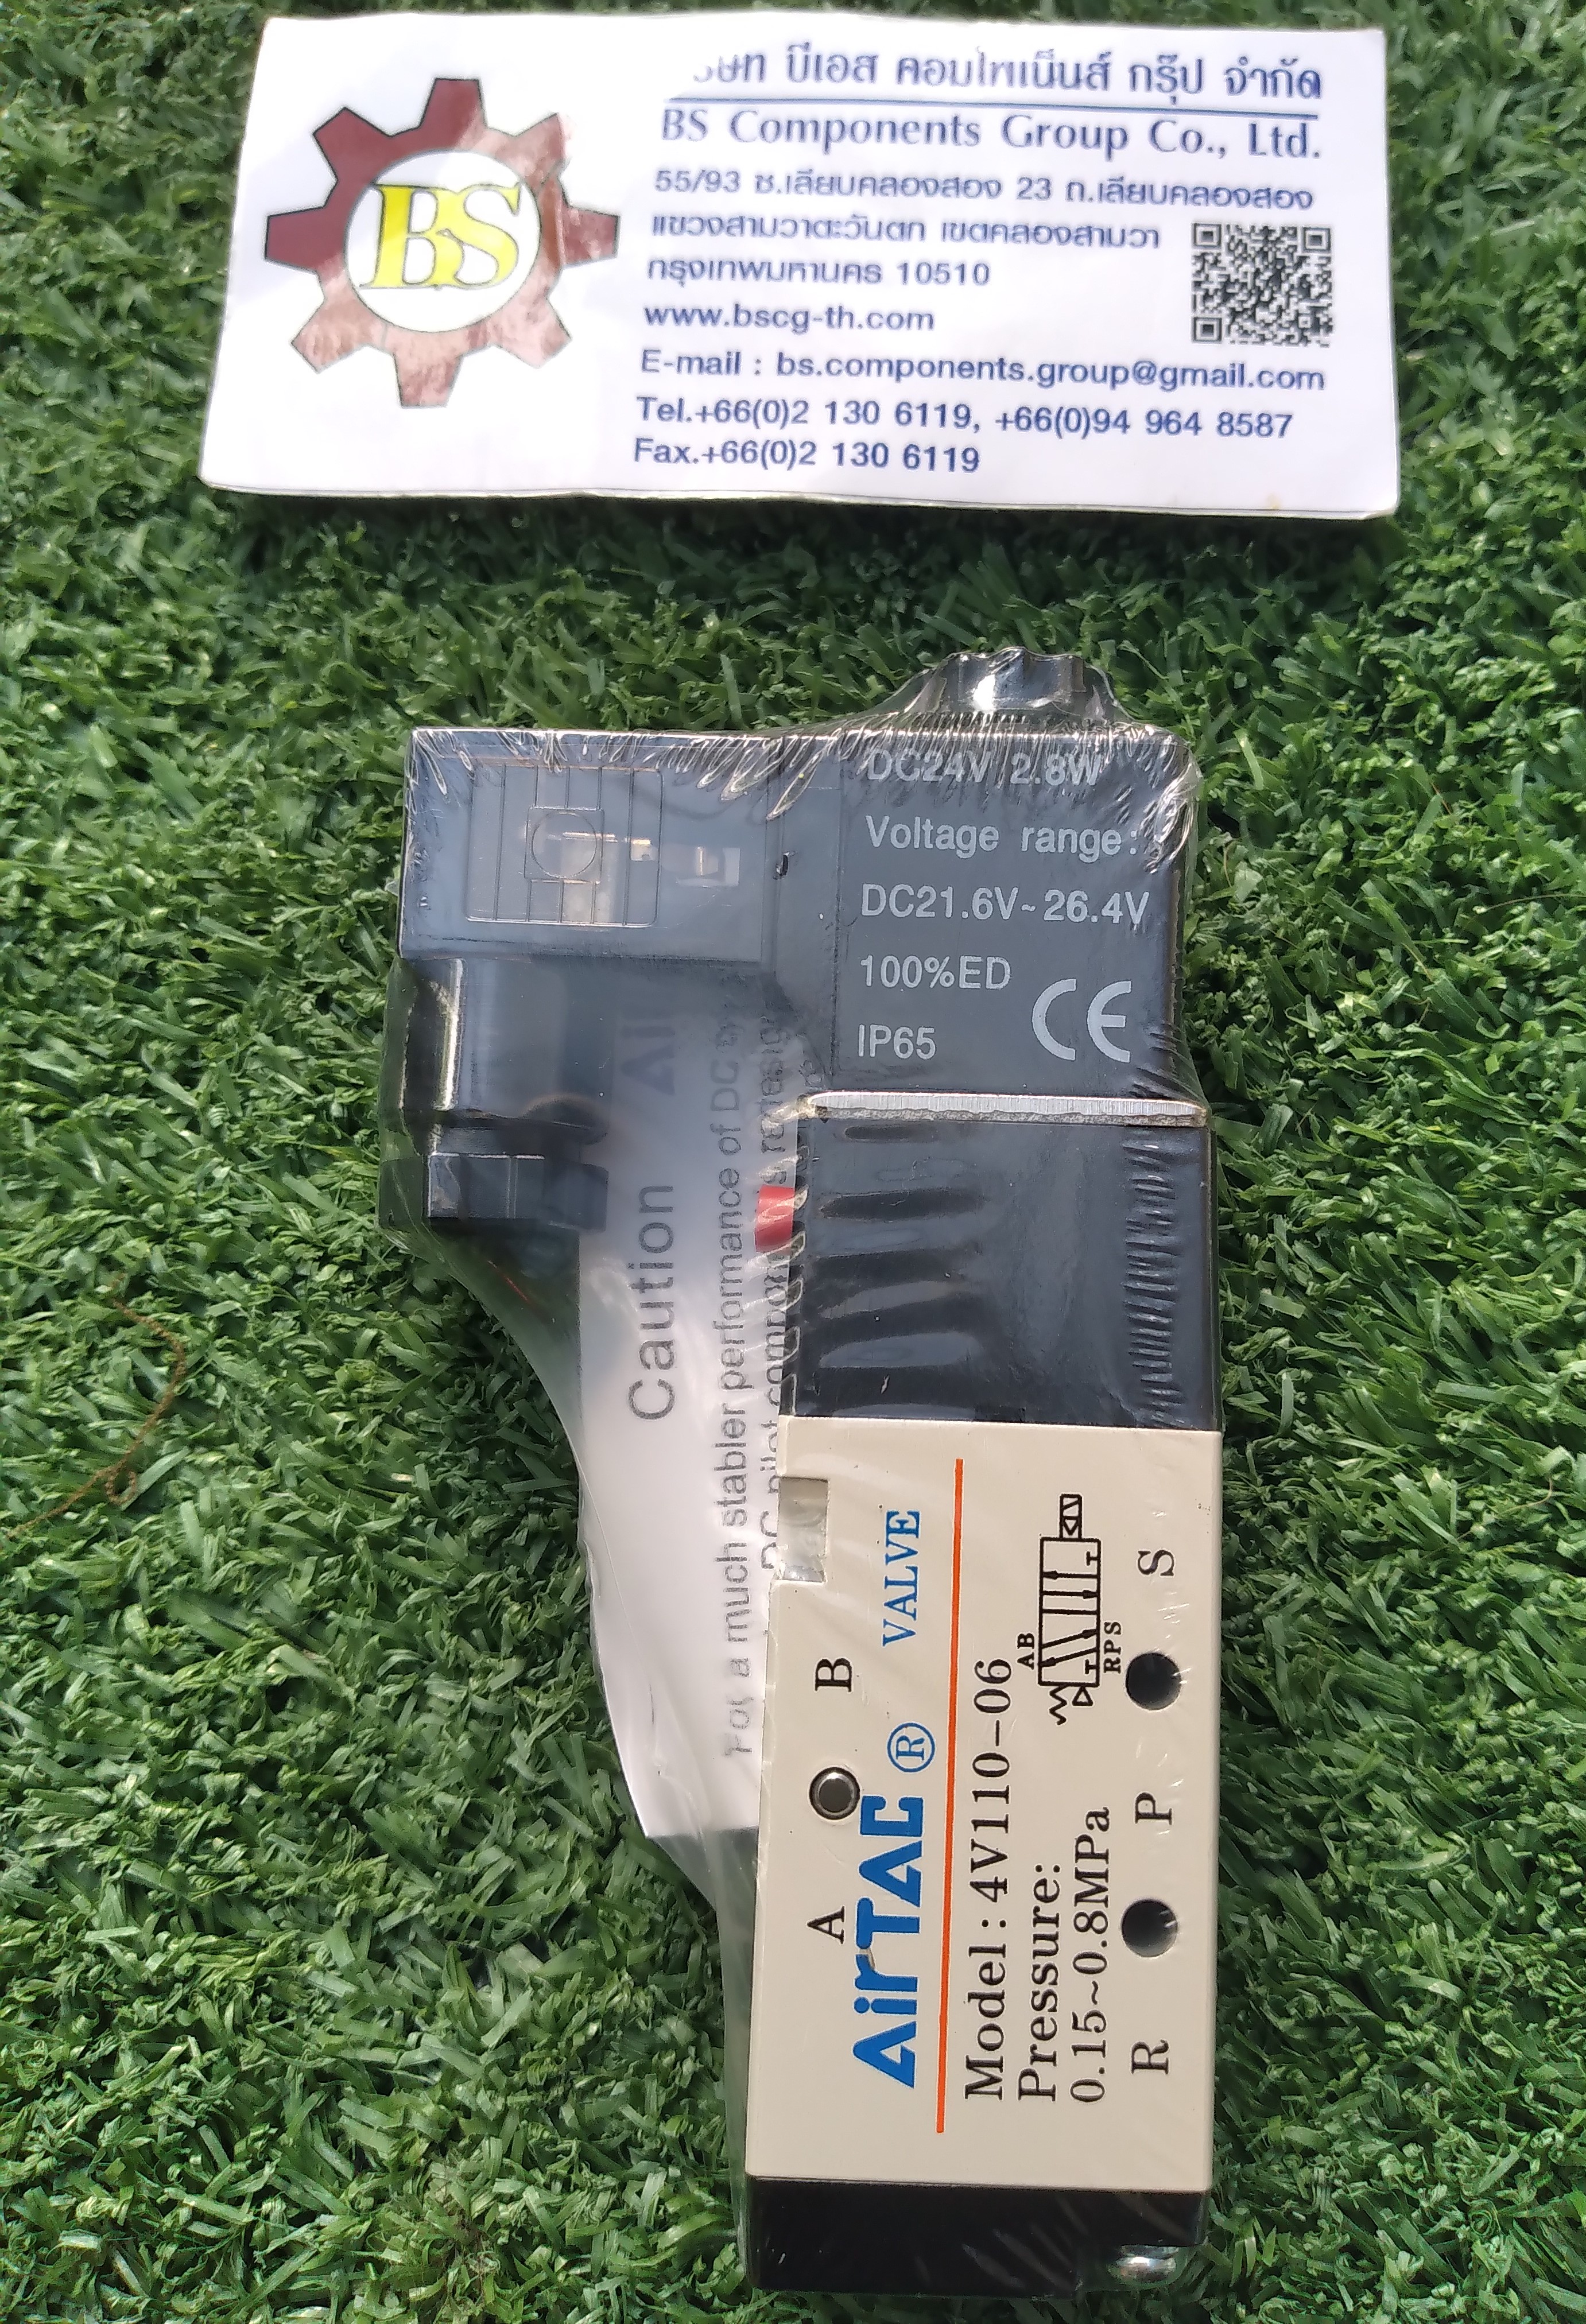 บีเอส คอมโพเน็นส์ กรุ๊ป จำกัด
BS Components Group Co., Ltd.
BS
55/93 ซ.เลียบคลองสอง 23 ถ.เลียบคลองสอง
แขวงสามวาตะวันตก เขตคลองสามวา
กรุงเทพมหานคร 10510
www.bscg-th.com
E-mail : bs.components.group@gmail.com
Tel.+66(0)2 130 6119, +66(0)94 964 8587
Fax.+66(0)2 130 6119
DC24V 2.8W
Voltage range:
DC21.6V~26.4V
100%ED
IP65 CE
Caution
For a much stabler performance of DC
A B
AirTAC ® VALVE
Model : 4V110-06
Pressure:
0.15~0.8MPa
AB
RPS
R P S